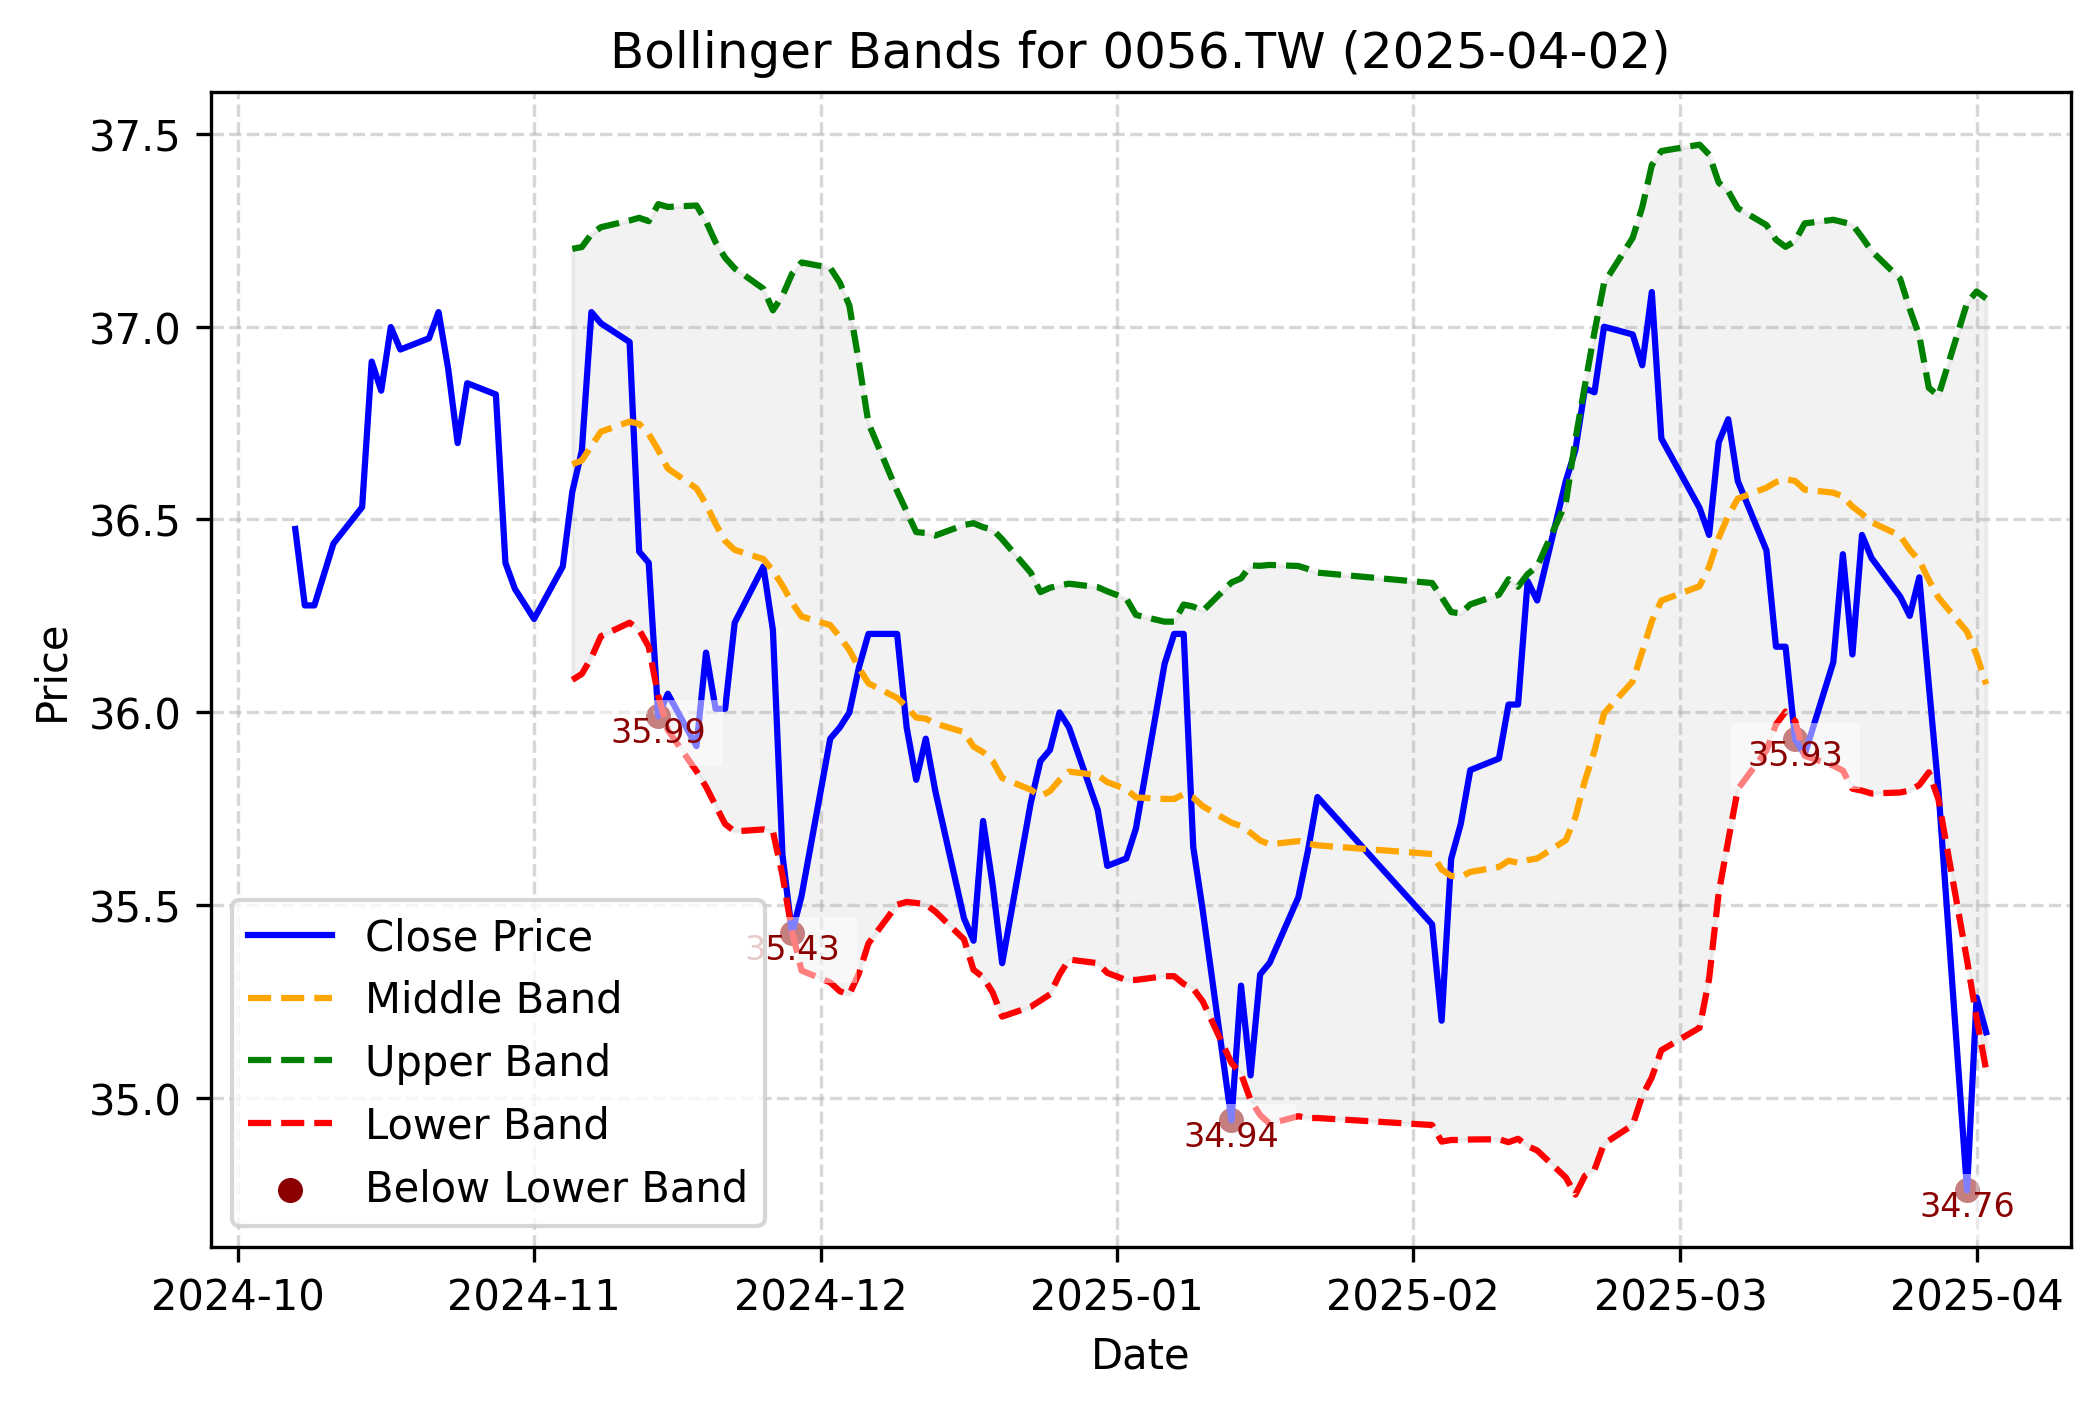 Bollinger Bands for 0056.TW (2025-04-02)
Price
37.5
37.0
36.5
36.0
35.5
35.0
35.99
35.43
34.94
35.93
34.76
Close Price
Middle Band
Upper Band
Lower Band
Below Lower Band
2024-10 2024-11 2024-12 2025-01 2025-02 2025-03 2025-04
Date